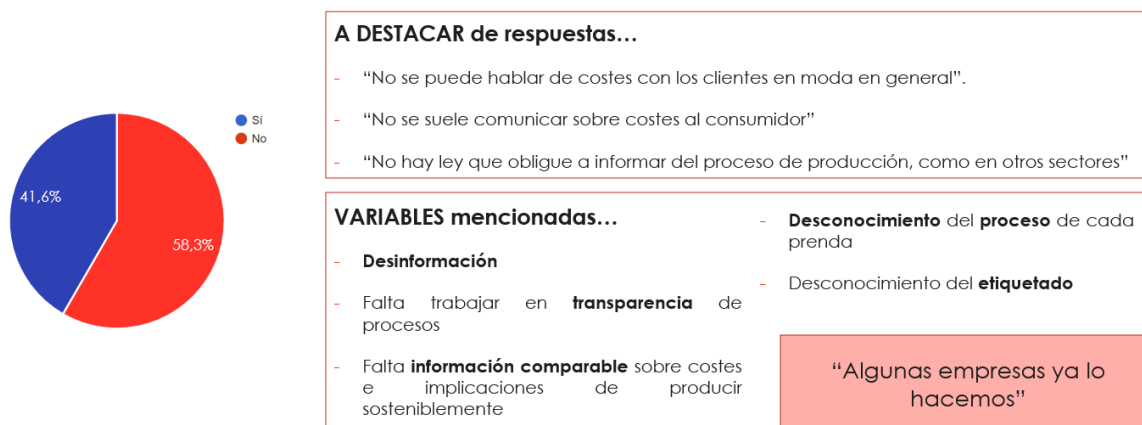 Sí
No
41,6%
58,3%
A DESTACAR de respuestas…
- “No se puede hablar de costes con los clientes en moda en general”.
- “No se suele comunicar sobre costes al consumidor”
- “No hay ley que obligue a informar del proceso de producción, como en otros sectores”
VARIABLES mencionadas…
- Desinformación
- Falta trabajar en transparencia de
procesos
- Falta información comparable sobre costes
e implicaciones de producir
sosteniblemente
- Desconocimiento del proceso de cada
prenda
- Desconocimiento del etiquetado
“Algunas empresas ya lo
hacemos”